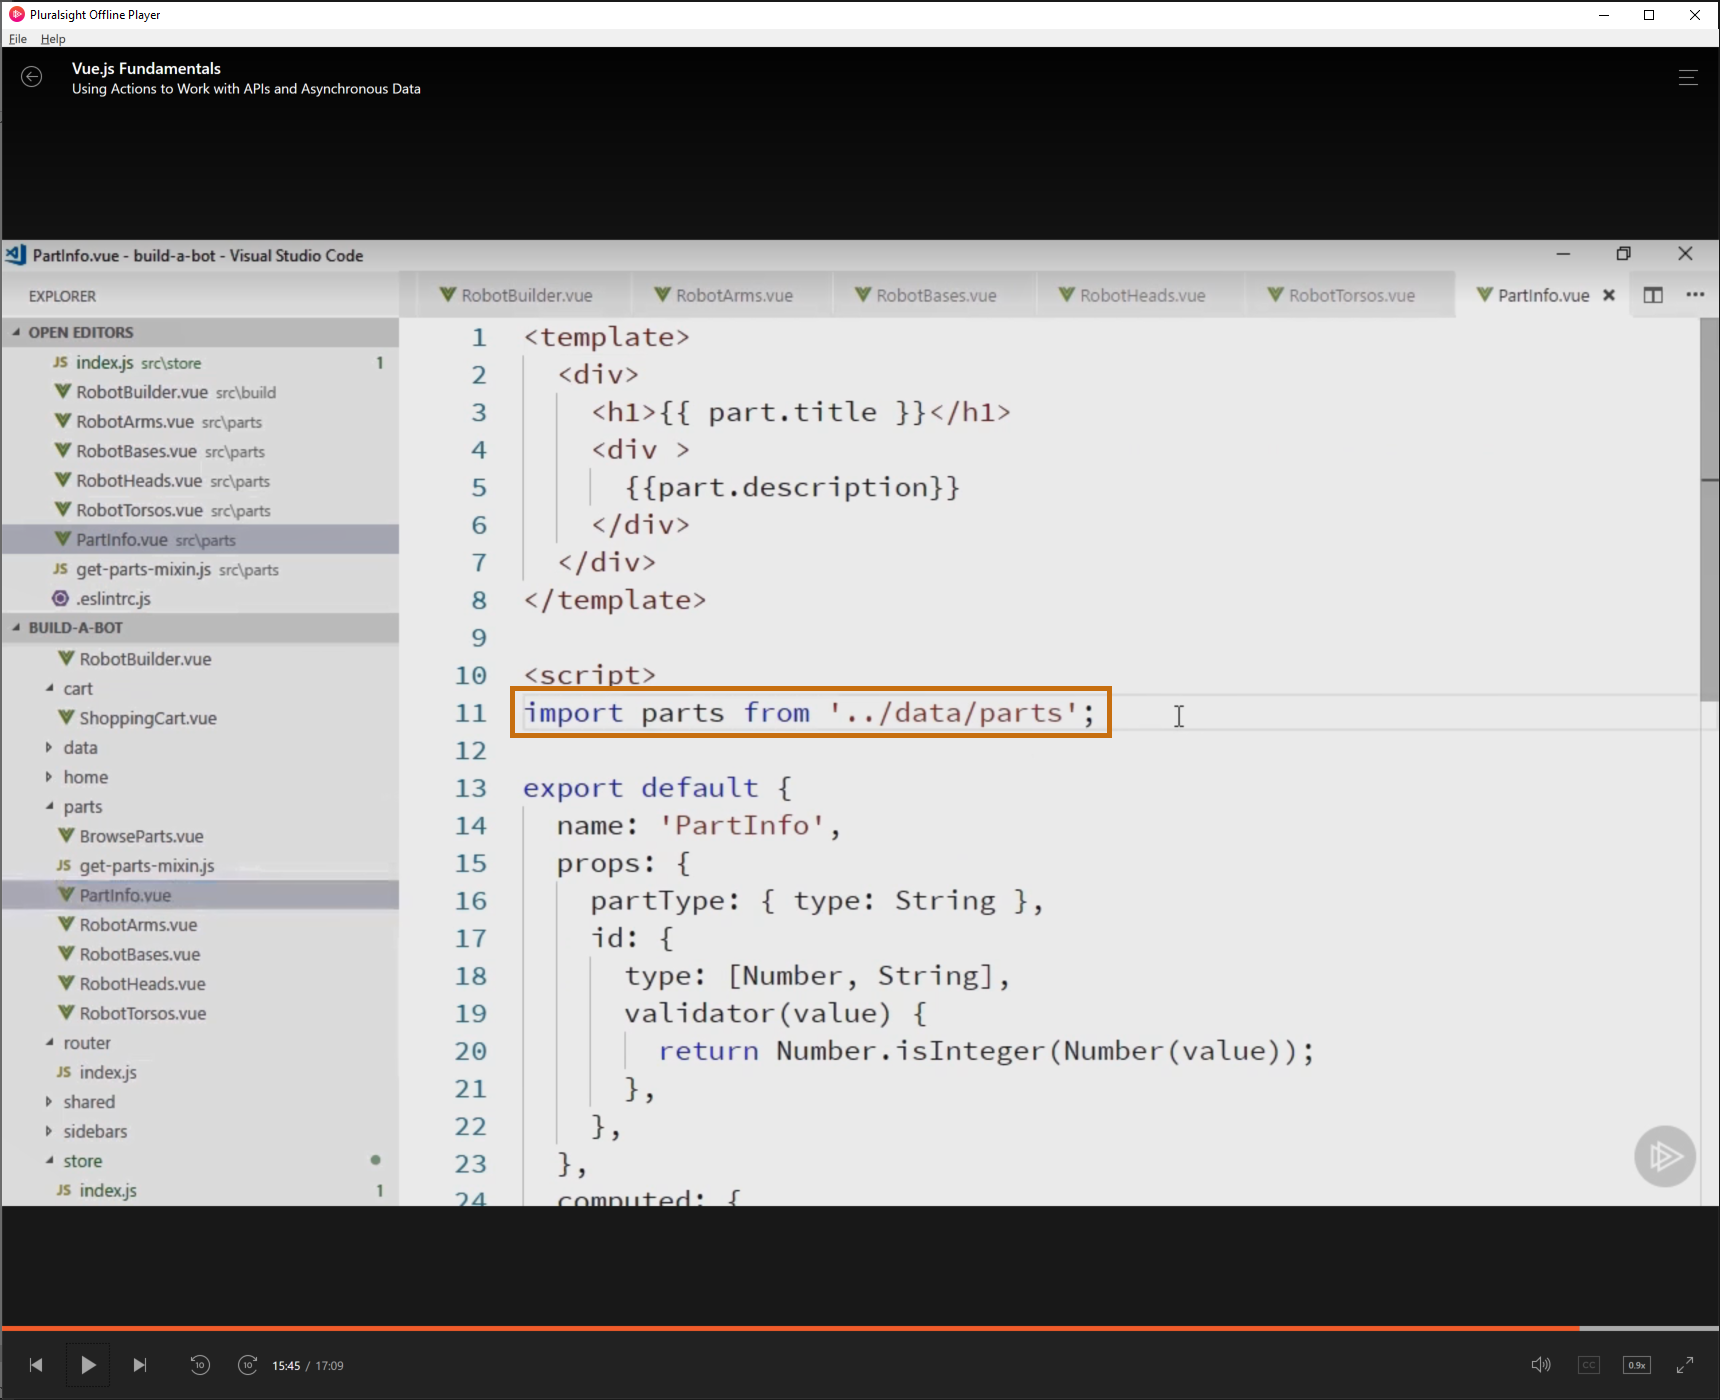 Pluralsight Offline Player
File Help
Vue.js Fundamentals
Using Actions to Work with APIs and Asynchronous Data
PartInfo.vue - build-a-bot - Visual Studio Code
EXPLORER
RobotBuilder.vue RobotArms.vue RobotBases.vue RobotHeads.vue RobotTorsos.vue PartInfo.vue
OPEN EDITORS
JS index.js src\store 1
RobotBuilder.vue src\build
RobotArms.vue src\parts
RobotBases.vue src\parts
RobotHeads.vue src\parts
RobotTorsos.vue src\parts
PartInfo.vue src\parts
JS get-parts-mixin.js src\parts
.eslintrc.js
BUILD-A-BOT
RobotBuilder.vue
cart
ShoppingCart.vue
data
home
parts
BrowseParts.vue
JS get-parts-mixin.js
PartInfo.vue
RobotArms.vue
RobotBases.vue
RobotHeads.vue
RobotTorsos.vue
router
JS index.js
shared
sidebars
store
JS index.js 1
1 <template>
2 <div>
3 <h1>{{ part.title }}</h1>
4 <div >
5 {{part.description}}
6 </div>
7 </div>
8 </template>
9
10 <script>
11 import parts from '../data/parts';
12
13 export default {
14 name: 'PartInfo',
15 props: {
16 partType: { type: String },
17 id: {
18 type: [Number, String],
19 validator(value) {
20 return Number.isInteger(Number(value));
21 },
22 },
23 },
24 computed: {
10 10 15:45 / 17:09 CC 0.9x